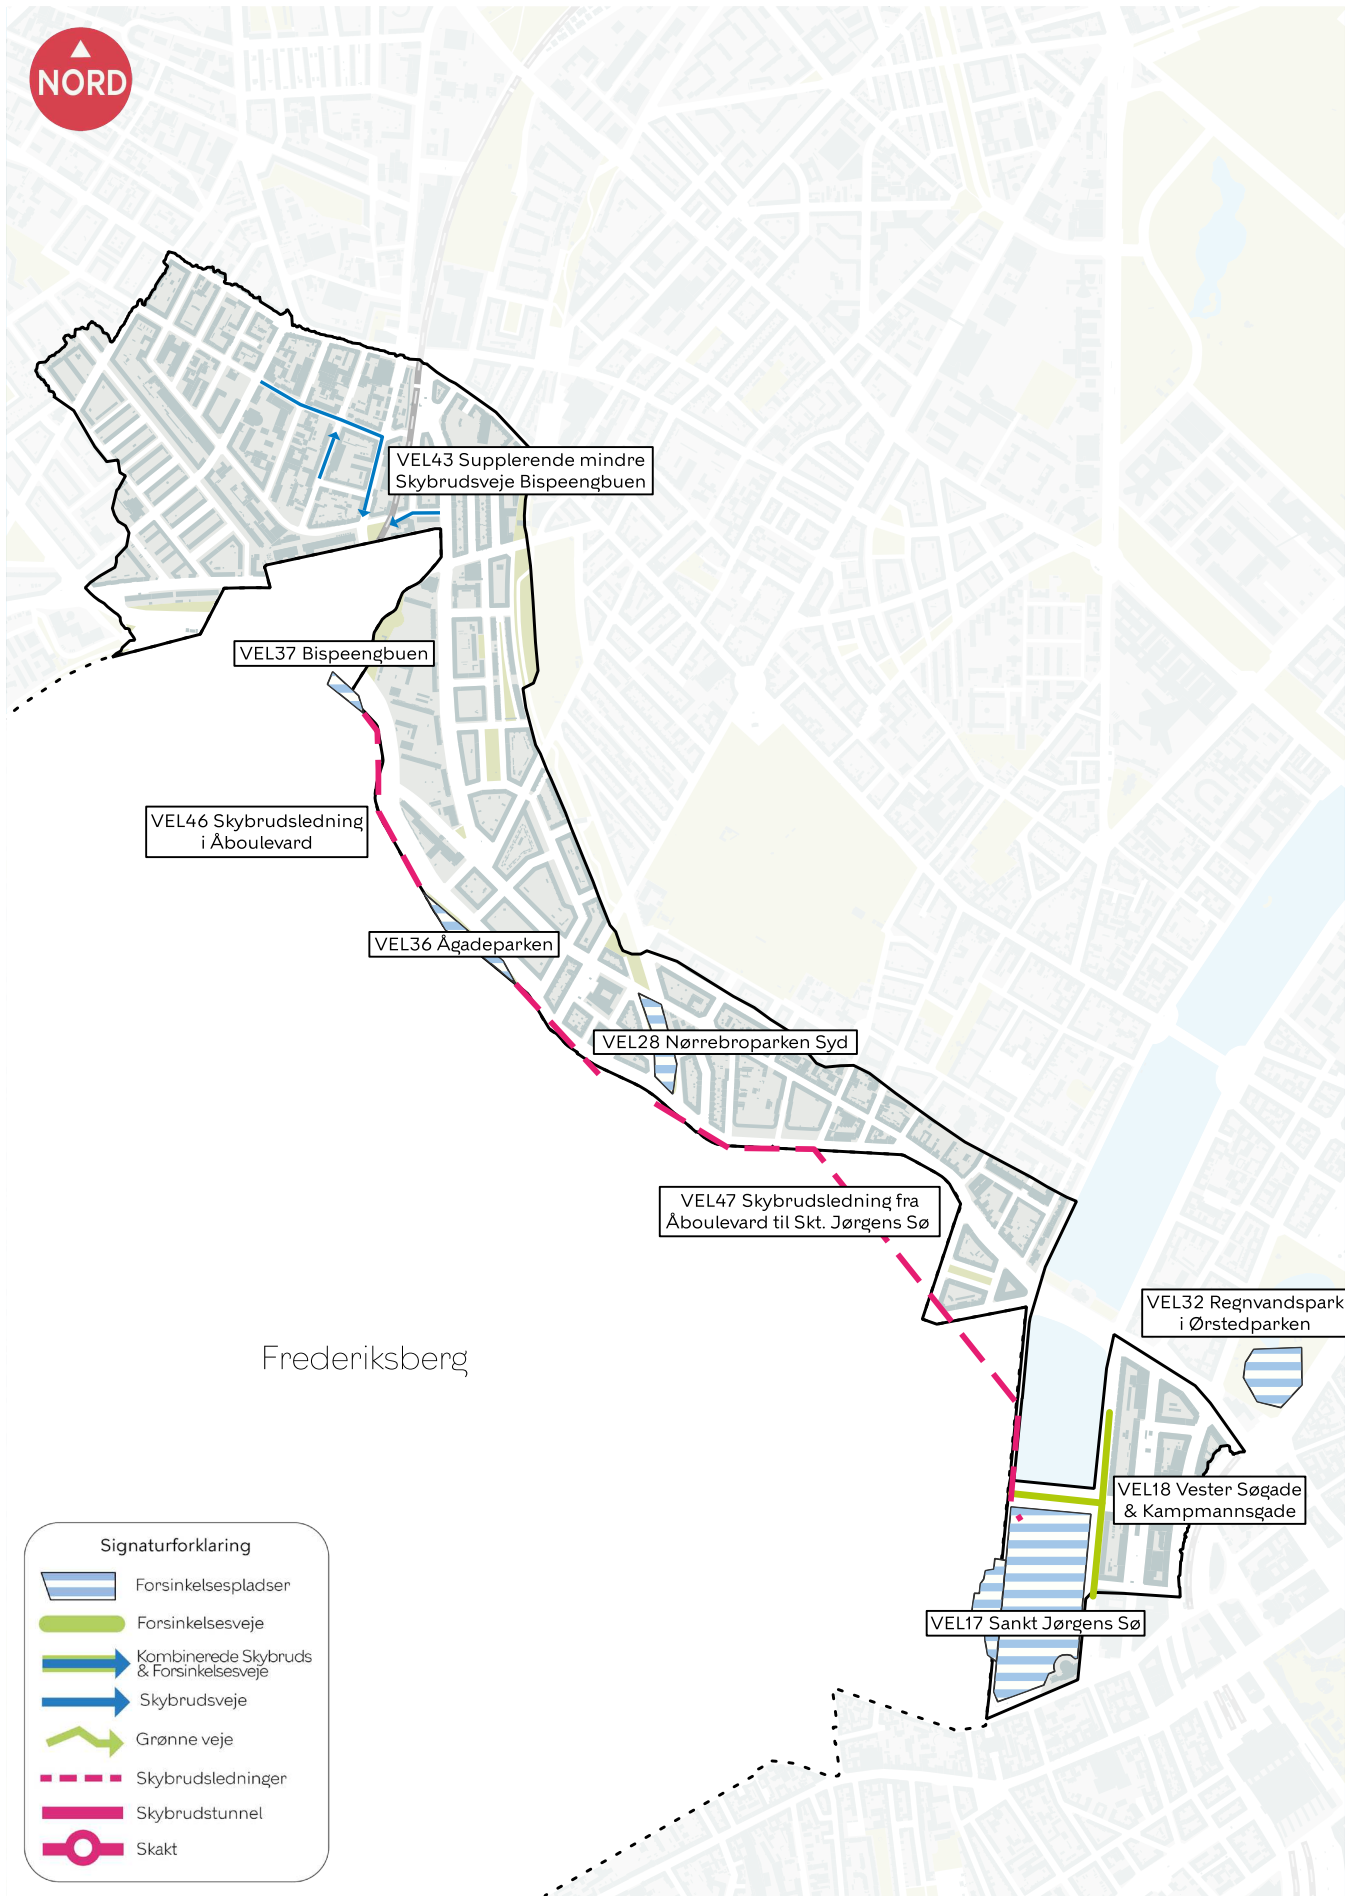 NORD
VEL43 Supplerende mindre
Skybrudsveje Bispeengbuen
VEL37 Bispeengbuen
VEL46 Skybrudsledning
i Åboulevard
VEL36 Ågadeparken
VEL28 Nørrebroparken Syd
VEL47 Skybrudsledning fra
Åboulevard til Skt. Jørgens Sø
VEL32 Regnvandspark
i Ørstedparken
Frederiksberg
VEL18 Vester Søgade
& Kampmannsgade
VEL17 Sankt Jørgens Sø
Signaturforklaring
Forsinkelsespladser
Forsinkelsesveje
Kombinerede Skybruds
& Forsinkelsesveje
Skybrudsveje
Grønne veje
Skybrudsledninger
Skybrudstunnel
Skakt